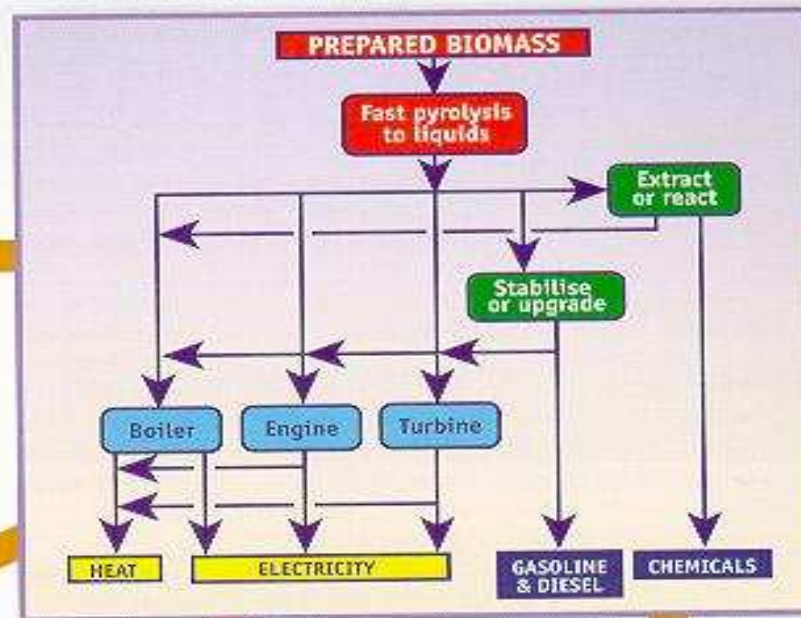 PREPARED BIOMASS
Fast pyrolysis
to liquids
Extract
or react
Stabilise
or upgrade
Boiler
Engine
Turbine
HEAT
ELECTRICITY
GASOLINE
& DIESEL
CHEMICALS